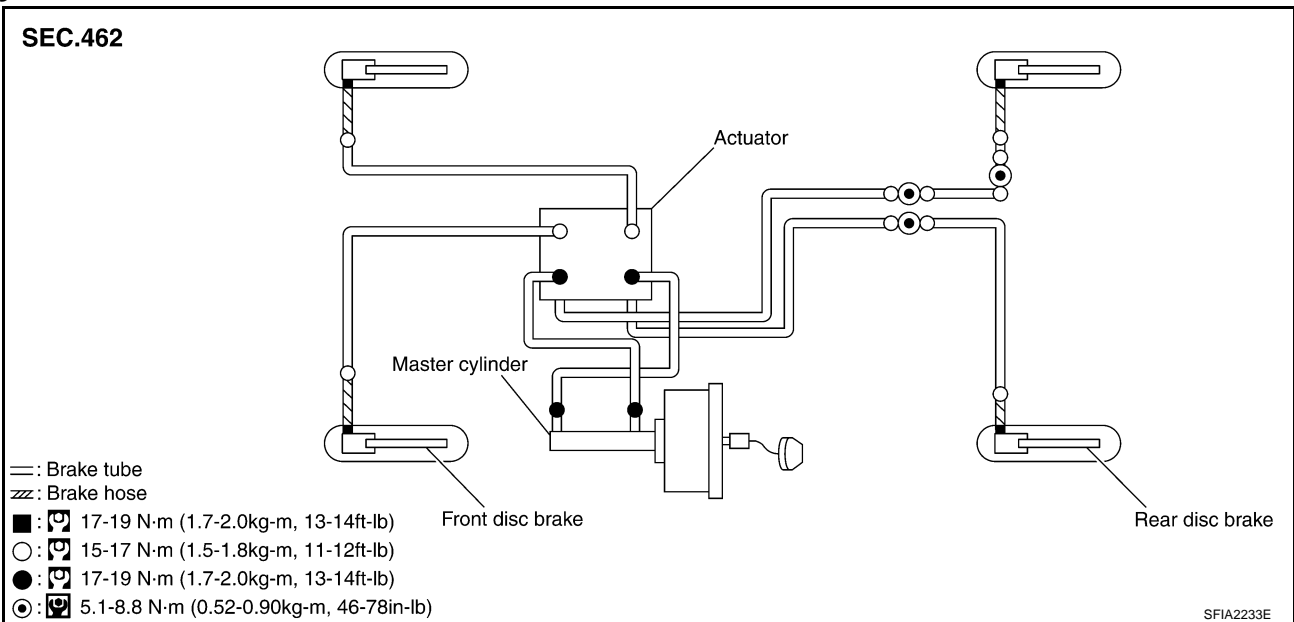 SEC.462
Actuator
Master cylinder
Front disc brake
Rear disc brake
: Brake tube
: Brake hose
: 17-19 N·m (1.7-2.0kg-m, 13-14ft-lb)
: 15-17 N·m (1.5-1.8kg-m, 11-12ft-lb)
: 17-19 N·m (1.7-2.0kg-m, 13-14ft-lb)
: 5.1-8.8 N·m (0.52-0.90kg-m, 46-78in-lb)
SFIA2233E